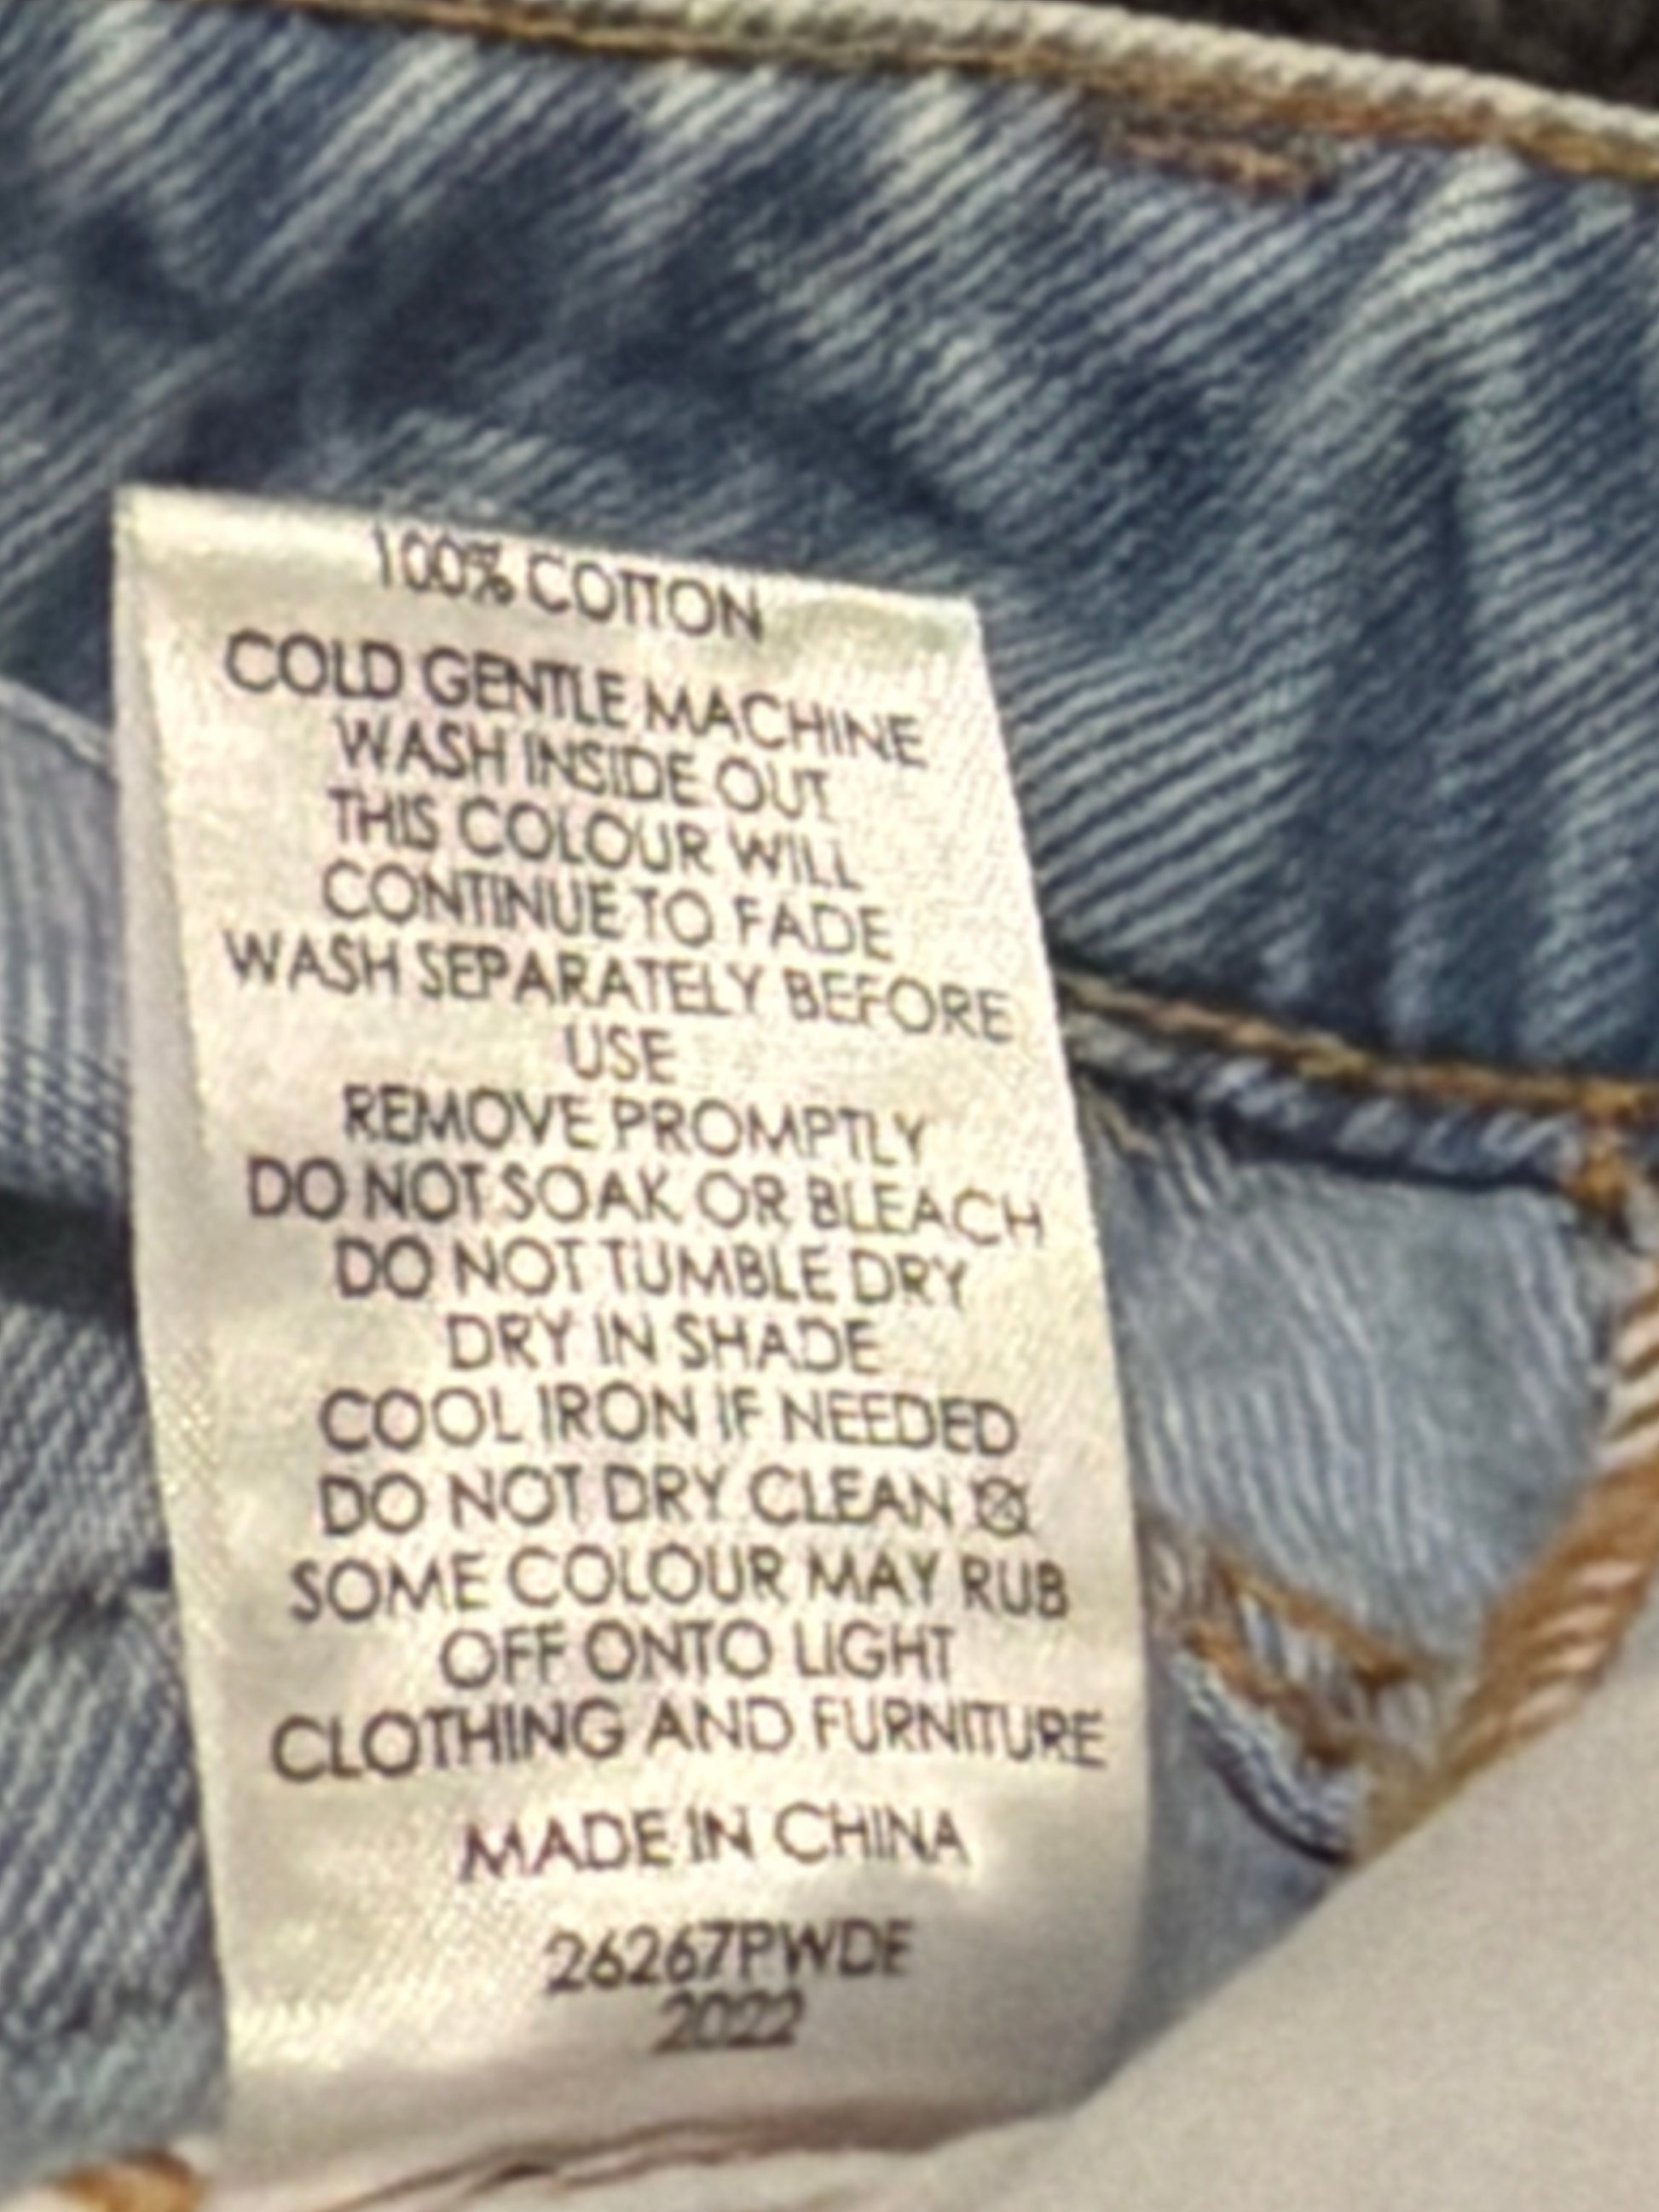 100% COTTON
COLD GENTLE MACHINE
WASH INSIDE OUT
THIS COLOUR WILL
CONTINUE TO FADE
WASH SEPARATELY BEFORE
USE
REMOVE PROMPTLY
DO NOT SOAK OR BLEACH
DO NOT TUMBLE DRY
DRY IN SHADE
COOL IRON IF NEEDED
DO NOT DRY CLEAN
SOME COLOUR MAY RUB
OFF ONTO LIGHT
CLOTHING AND FURNITURE
MADE IN CHINA
26267PWDE
2022